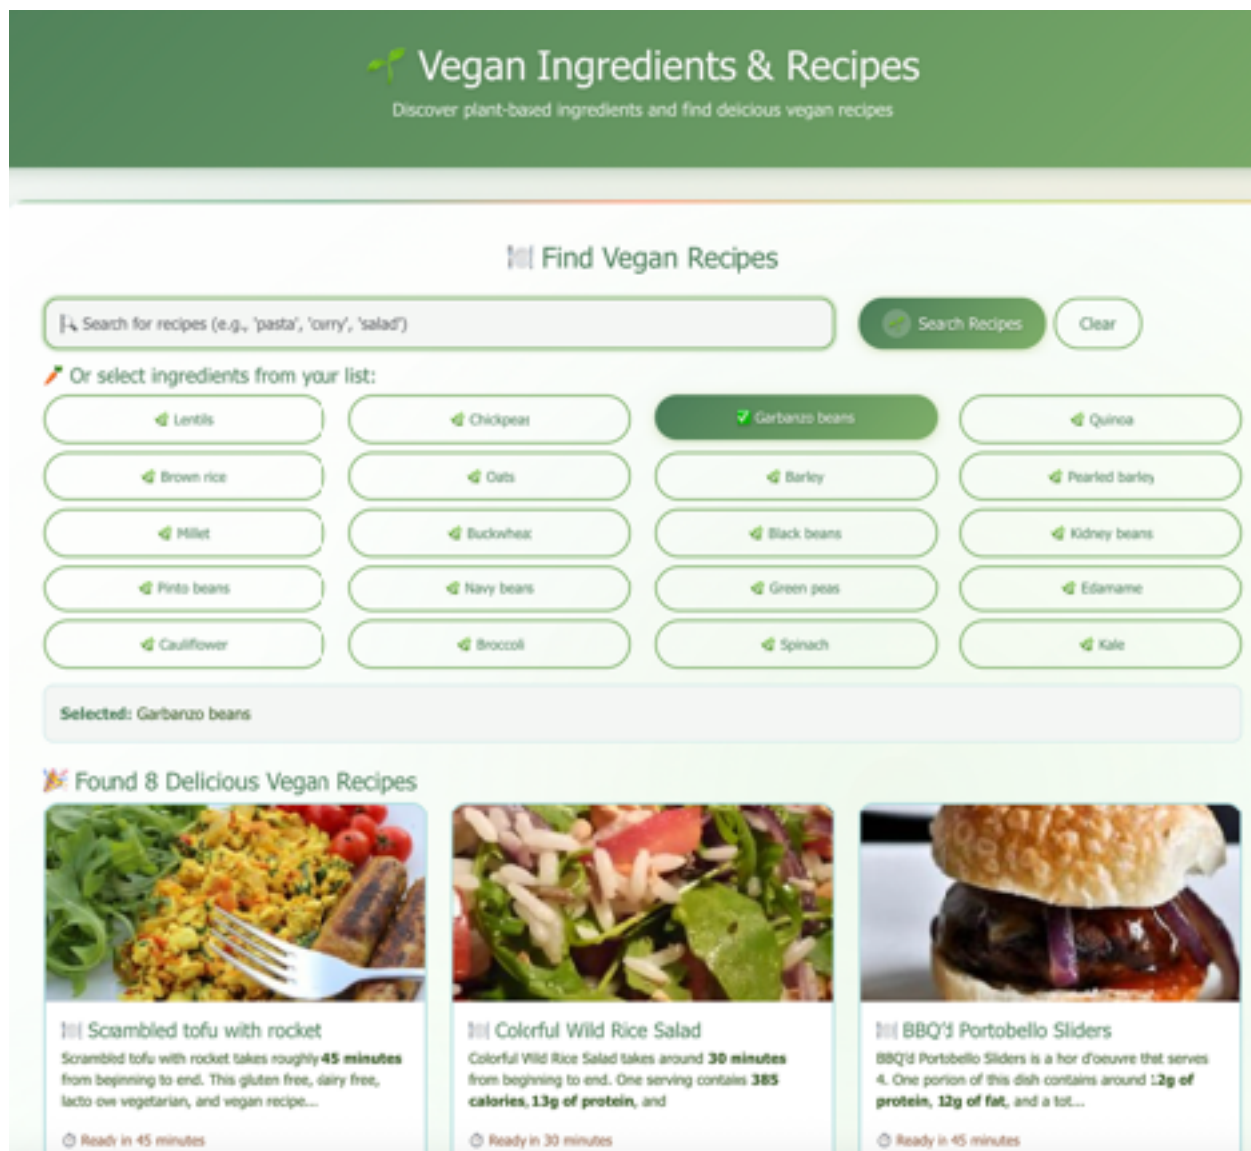 Vegan Ingredients & Recipes
Discover plant-based ingredients and find delcious vegan recipes
Find Vegan Recipes
Search for recipes (e.g., 'pasta', 'curry', 'salad')
Search Recipes
Clear
Or select ingredients from your list:
Lentils
Chickpeas
Garbanzo beans
Quinoa
Brown rice
Oats
Barley
Pearled barley
Millet
Buckwheat
Black beans
Kidney beans
Pinto beans
Navy beans
Green peas
Edamame
Cauliflower
Broccoli
Spinach
Kale
Selected: Garbanzo beans
Found 8 Delicious Vegan Recipes
Scrambled tofu with rocket
Scrambled tofu with rocket takes roughly 45 minutes
from beginning to end. This gluten free, dairy free,
lacto ovo vegetarian, and vegan recipe...
Ready in 45 minutes
Colorful Wild Rice Salad
Colorful Wild Rice Salad takes around 30 minutes
from beginning to end. One serving contains 385
calories, 13g of protein, and
Ready in 30 minutes
BBQ'd Portobello Sliders
BBQ'd Portobello Sliders is a hor d'oeuvre that serves
4. One portion of this dish contains around 12g of
protein, 12g of fat, and a tot...
Ready in 45 minutes